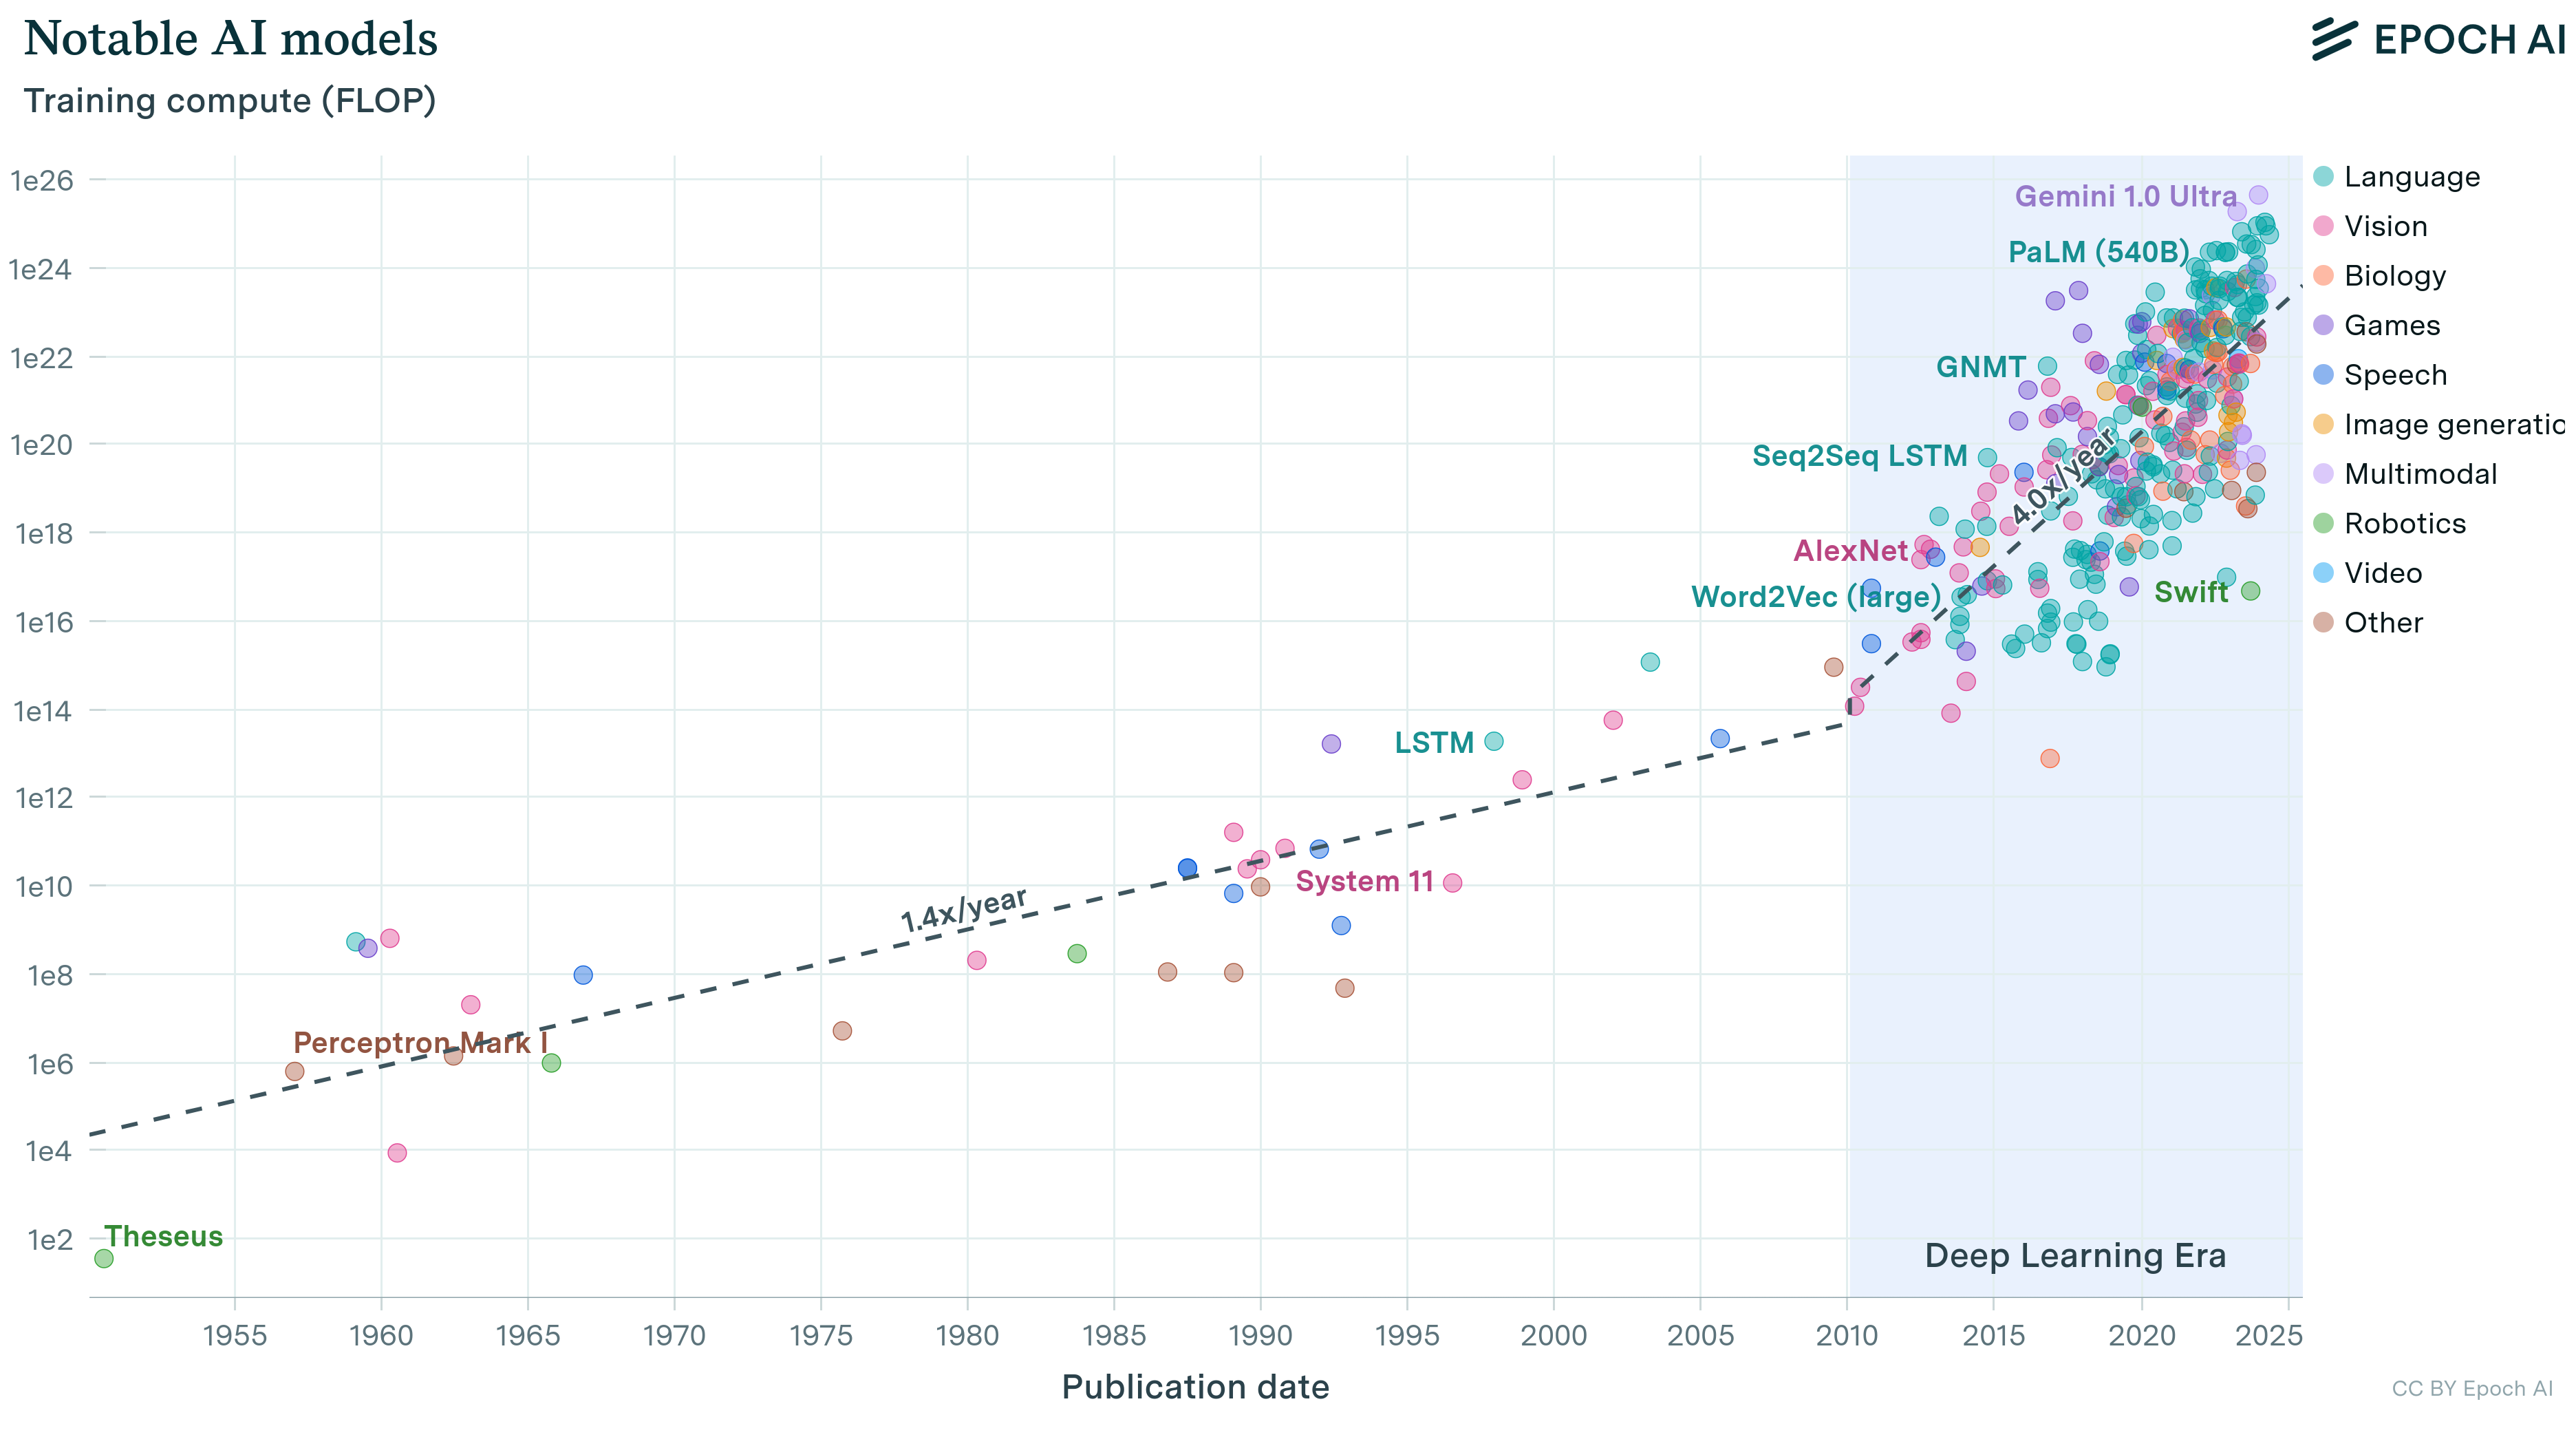 Notable AI models
EPOCH AI
Training compute (FLOP)
1e26
1e24
1e22
1e20
1e18
1e16
1e14
1e12
1e10
1e8
1e6
1e4
1e2
Gemini 1.0 Ultra
PaLM (540B)
GNMT
Seq2Seq LSTM
4.0x/year
AlexNet
Word2Vec (large)
Swift
LSTM
System 11
1.4x/year
Perceptron Mark I
Theseus
Deep Learning Era
Language
Vision
Biology
Games
Speech
Image generatio
Multimodal
Robotics
Video
Other
1955 1960 1965 1970 1975 1980 1985 1990 1995 2000 2005 2010 2015 2020 2025
Publication date
CC BY Epoch AI